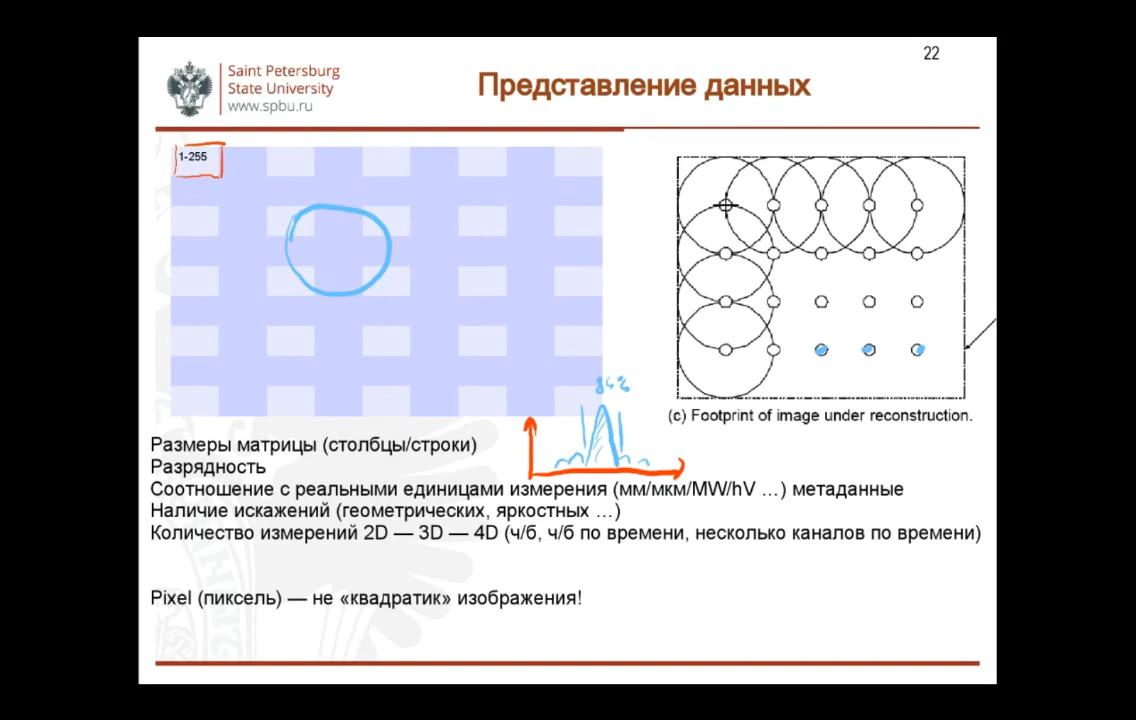 22
Saint Petersburg
State University
www.spbu.ru
Представление данных
1-255
84%
(c) Footprint of image under reconstruction.
Размеры матрицы (столбцы/строки)
Разрядность
Соотношение с реальными единицами измерения (мм/мкм/MW/hV …) метаданные
Наличие искажений (геометрических, яркостных …)
Количество измерений 2D — 3D — 4D (ч/б, ч/б по времени, несколько каналов по времени)
Pixel (пиксель) — не «квадратик» изображения!